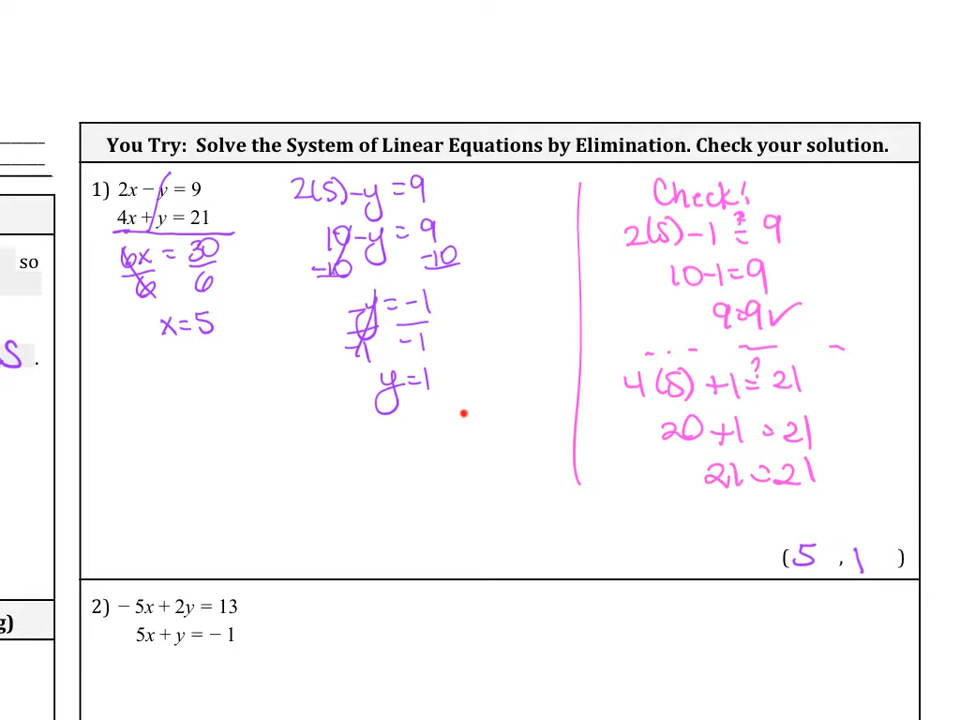 You Try: Solve the System of Linear Equations by Elimination. Check your solution.
1) 2x − y = 9
4x + y = 21
6x = 30
6 6
x = 5
2(5) - y = 9
10 - y = 9
-10 -10
-y = -1
-1 -1
y = 1
Check!
2(5) - 1 ?= 9
10 - 1 = 9
9 = 9 ✓
4(5) + 1 ?= 21
20 + 1 = 21
21 = 21
(5 , 1)
so
s .
g)
2) − 5x + 2y = 13
5x + y = − 1